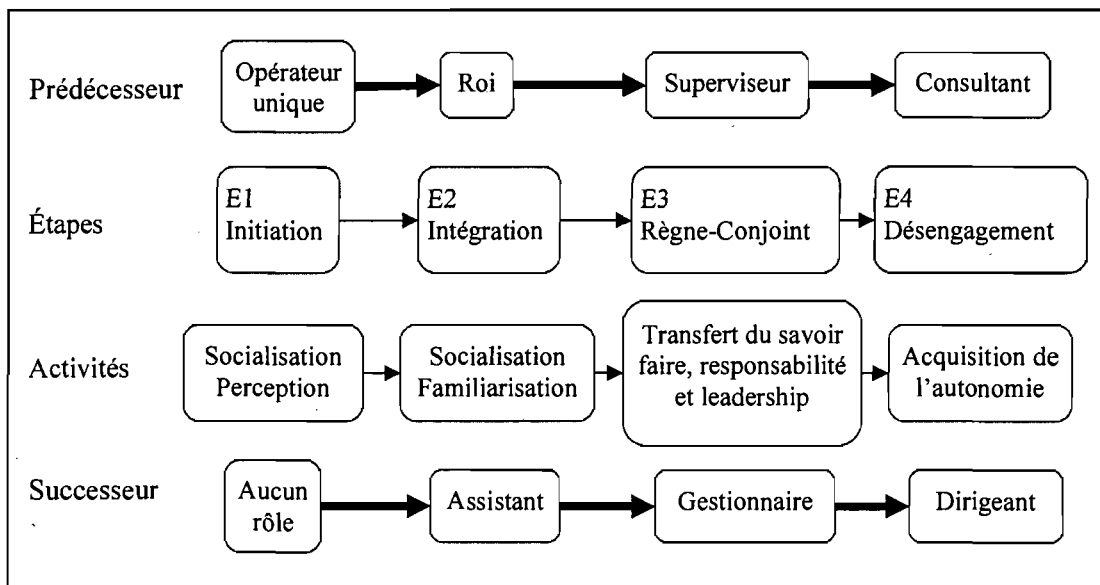 Prédécesseur
Opérateur
unique
Roi
Superviseur
Consultant
Étapes
E1
Initiation
E2
Intégration
E3
Règne-Conjoint
E4
Désengagement
Activités
Socialisation
Perception
Socialisation
Familiarisation
Transfert du savoir
faire, responsabilité
et leadership
Acquisition de
l'autonomie
Successeur
Aucun
rôle
Assistant
Gestionnaire
Dirigeant